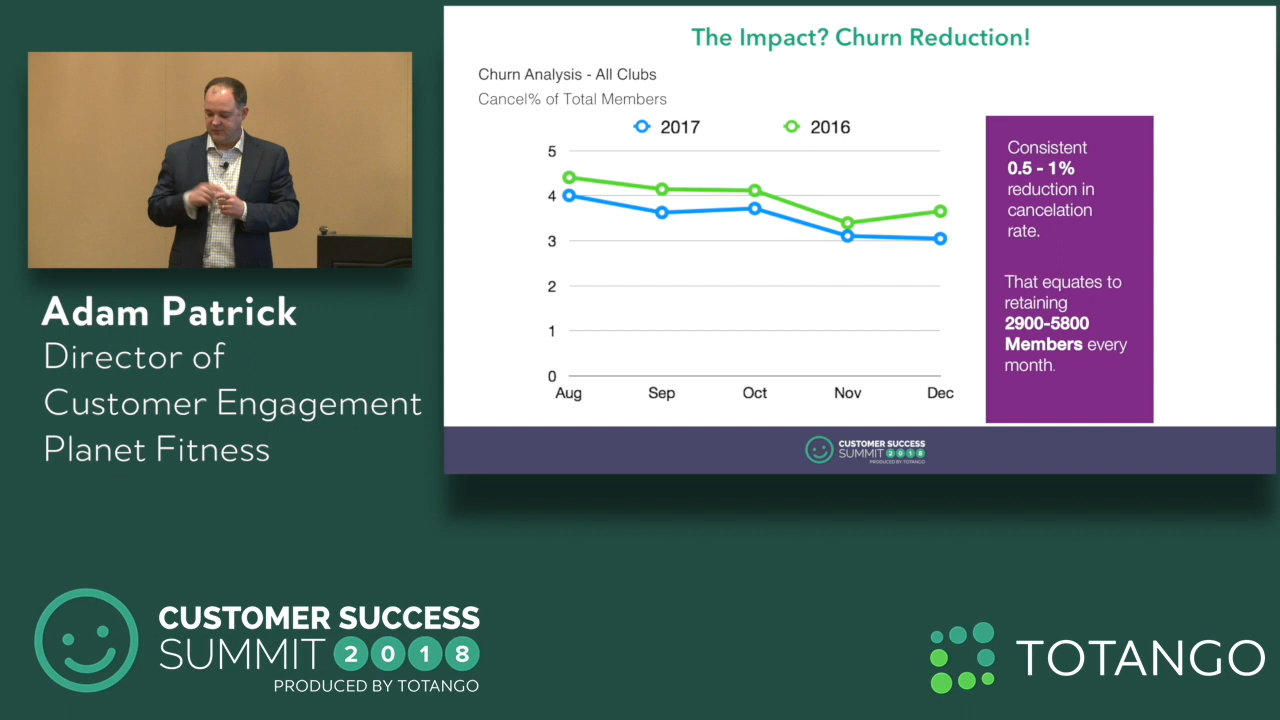 The Impact? Churn Reduction!
Churn Analysis - All Clubs
Cancel% of Total Members
2017
2016
5
4
3
2
1
0
Aug
Sep
Oct
Nov
Dec
Consistent
0.5 - 1%
reduction in
cancelation
rate.
That equates to
retaining
2900-5800
Members every
month.
CUSTOMER SUCCESS
SUMMIT 2018
PRODUCED BY TOTANGO
Adam Patrick
Director of
Customer Engagement
Planet Fitness
CUSTOMER SUCCESS
SUMMIT 2018
PRODUCED BY TOTANGO
TOTANGO